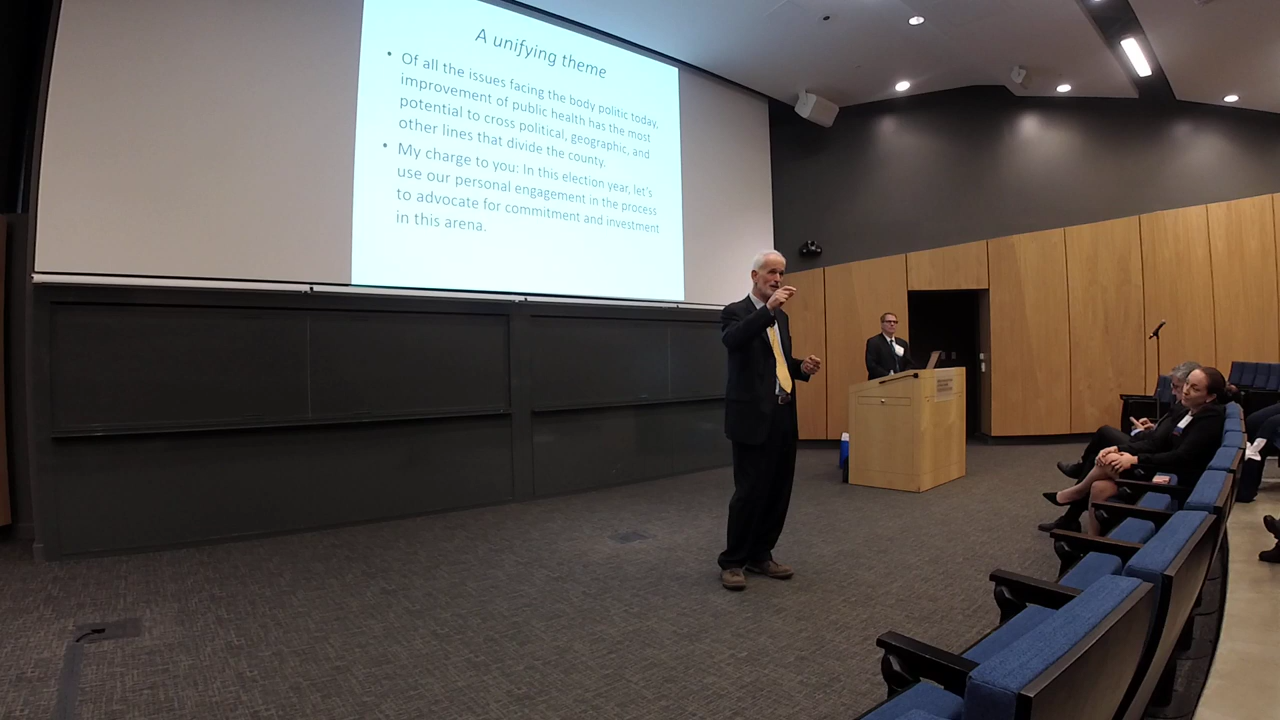 A unifying theme
• Of all the issues facing the body politic today,
improvement of public health has the most
potential to cross political, geographic, and
other lines that divide the county.
• My charge to you: In this election year, let's
use our personal engagement in the process
to advocate for commitment and investment
in this arena.